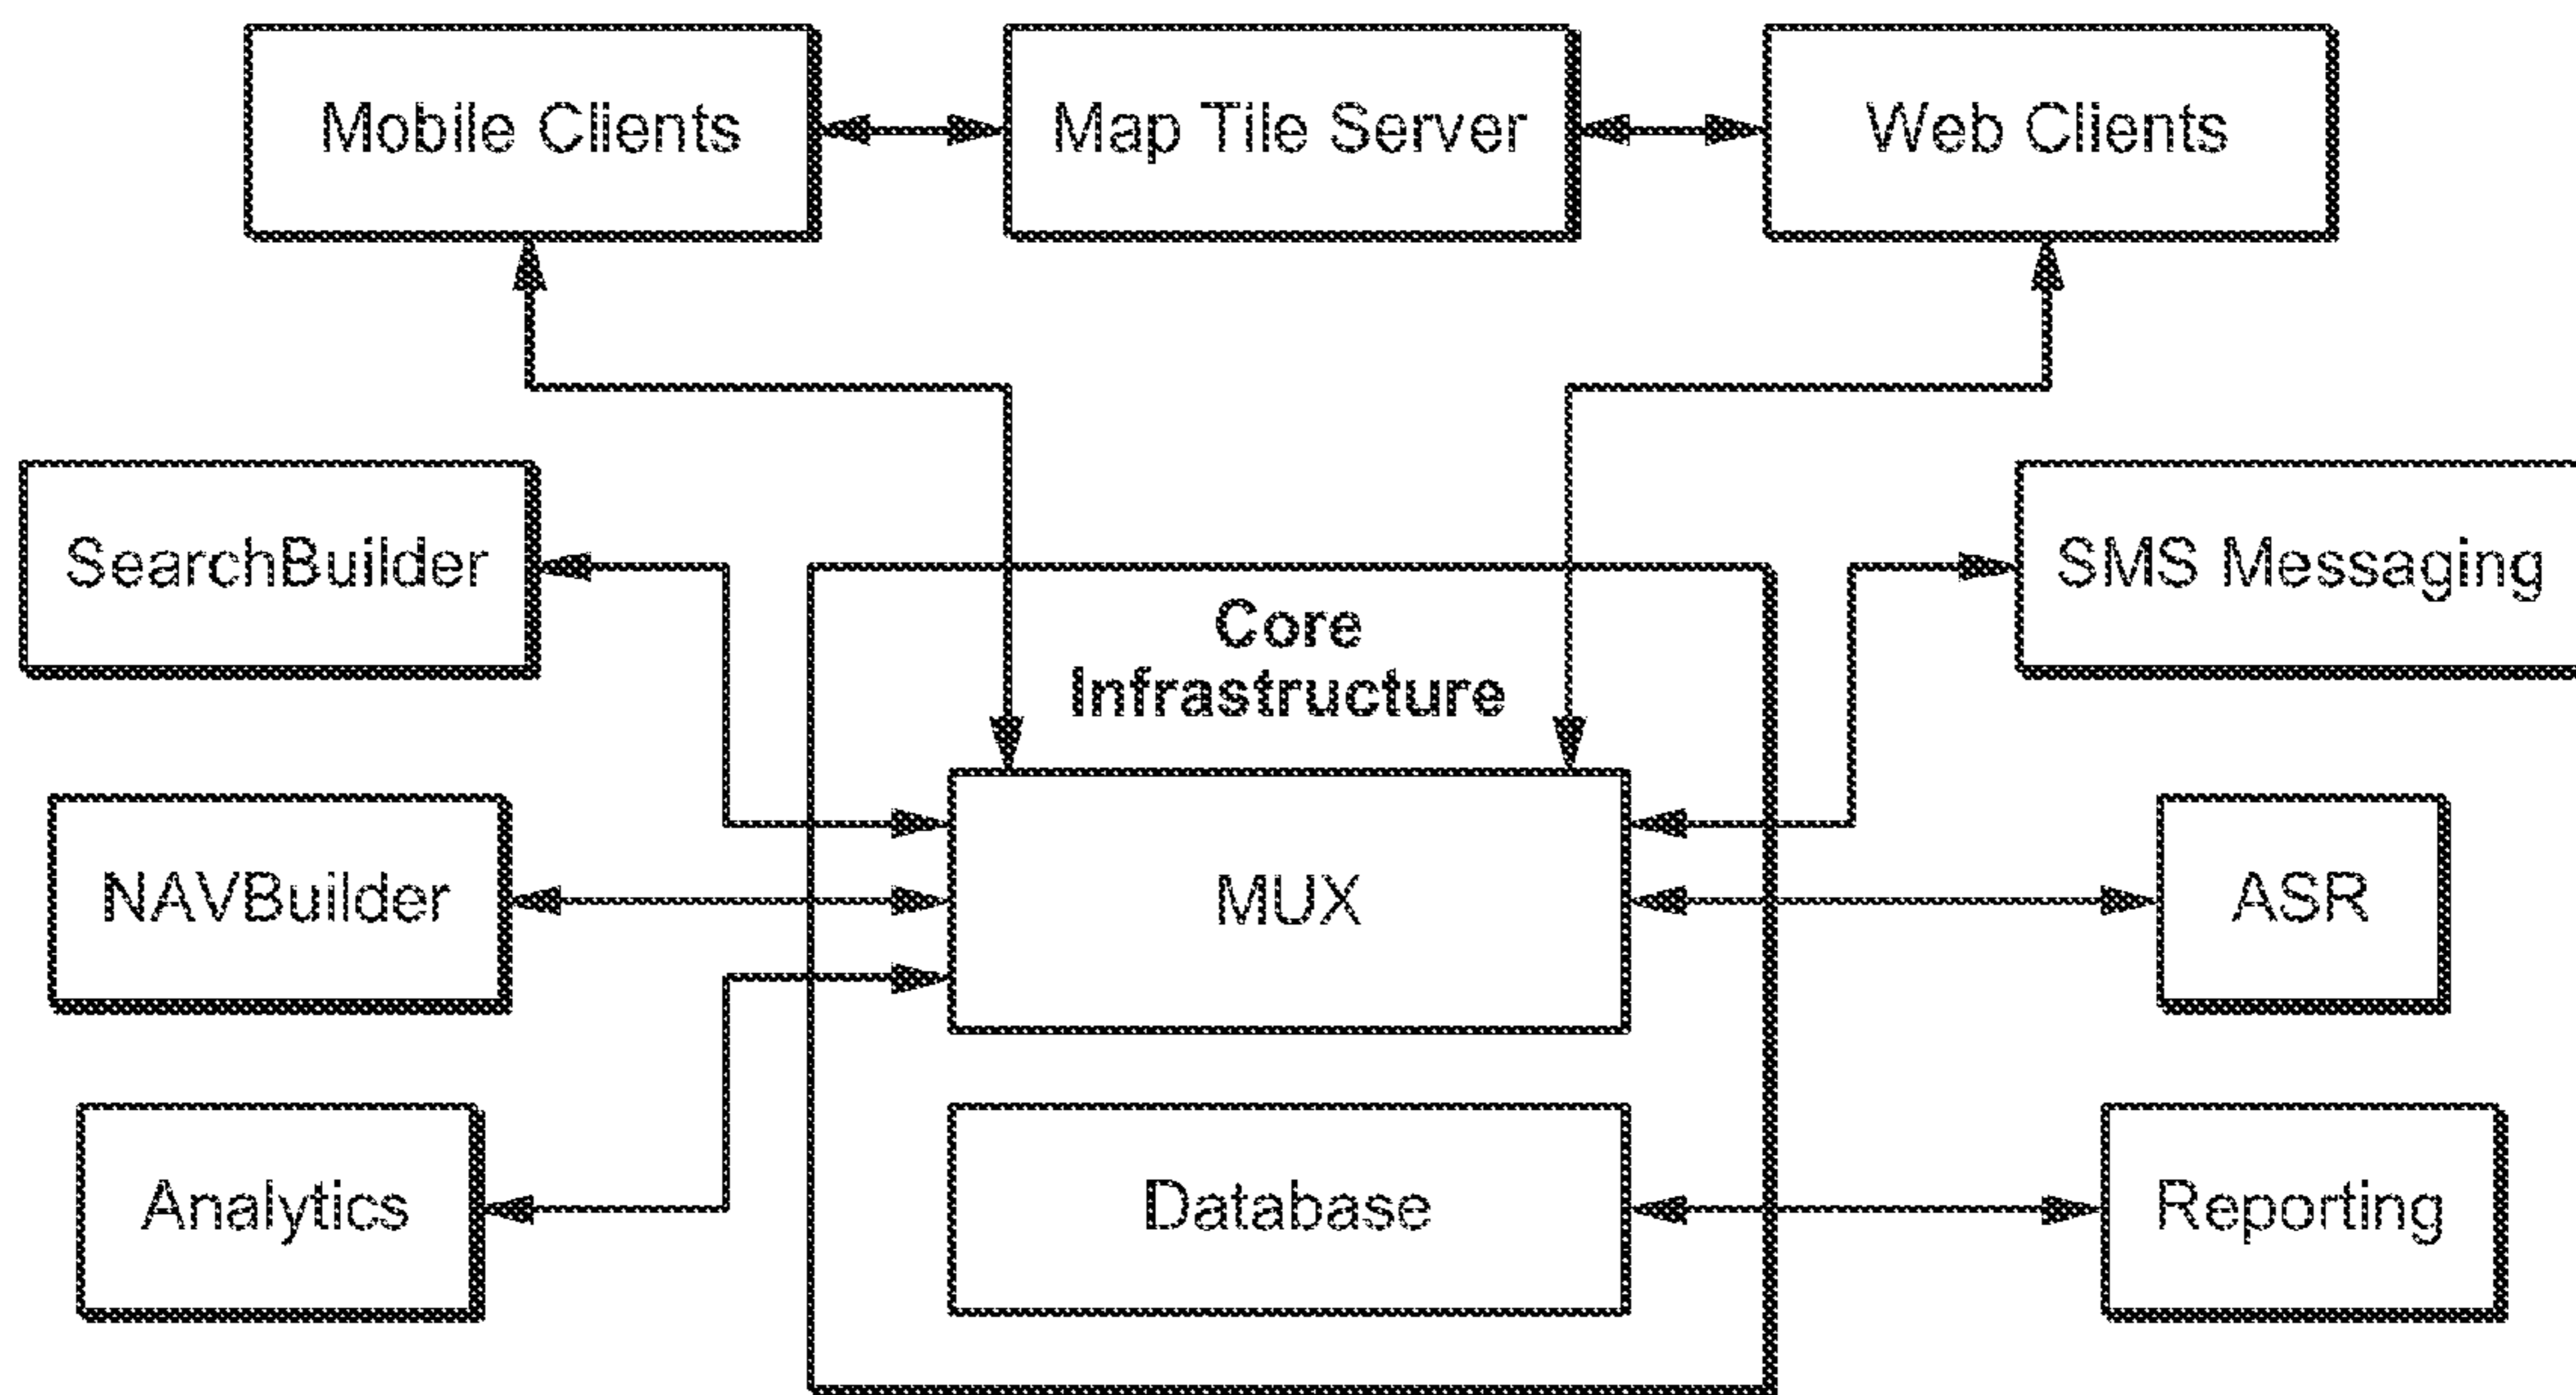 Mobile Clients
Map Tile Server
Web Clients
SearchBuilder
Core
Infrastructure
SMS Messaging
NAVBuilder
MUX
ASR
Analytics
Database
Reporting